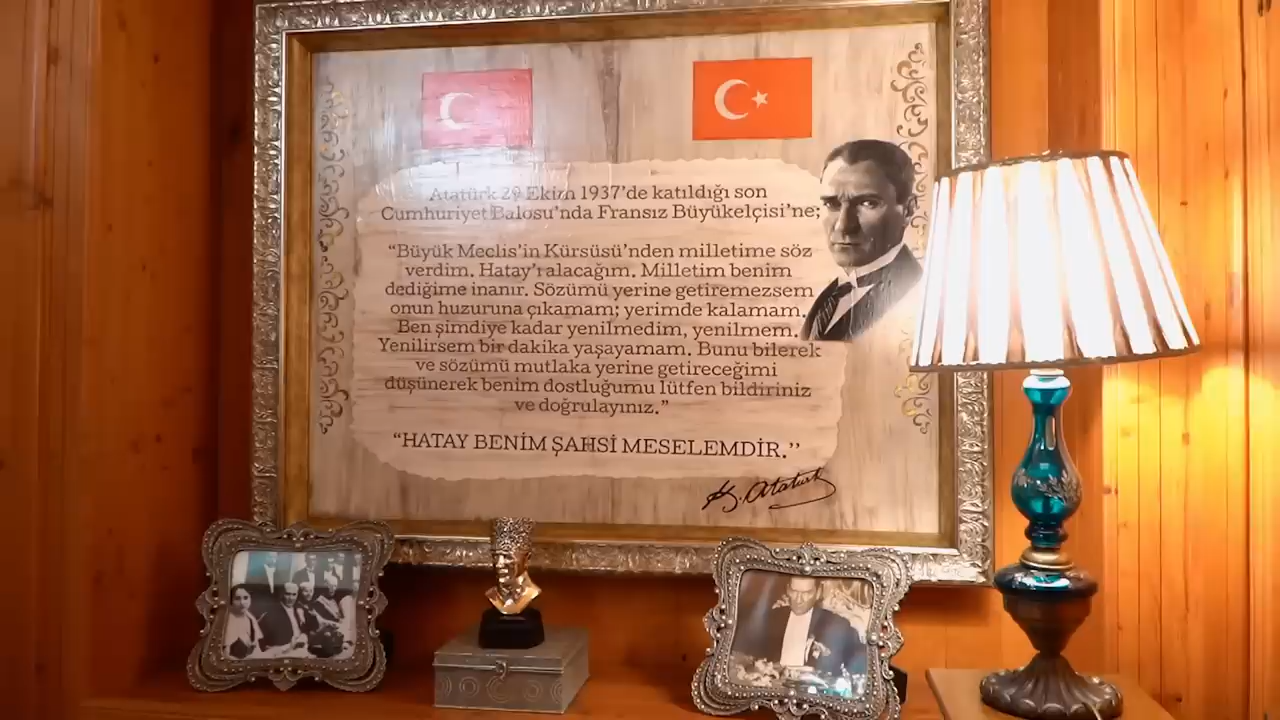 Atatürk 29 Ekim 1937'de katıldığı son
Cumhuriyet Balosu'nda Fransız Büyükelçisi'ne;
“Büyük Meclis'in Kürsüsü'nden milletime söz
verdim. Hatay'ı alacağım. Milletim benim
dediğime inanır. Sözümü yerine getiremezsem
onun huzuruna çıkamam; yerimde kalamam.
Ben şimdiye kadar yenilmedim, yenilmem.
Yenilirsem bir dakika yaşayamam. Bunu bilerek
ve sözümü mutlaka yerine getireceğimi
düşünerek benim dostluğumu lütfen bildiriniz
ve doğrulayınız.”
“HATAY BENİM ŞAHSİ MESELEMDİR.’’
K. Atatürk